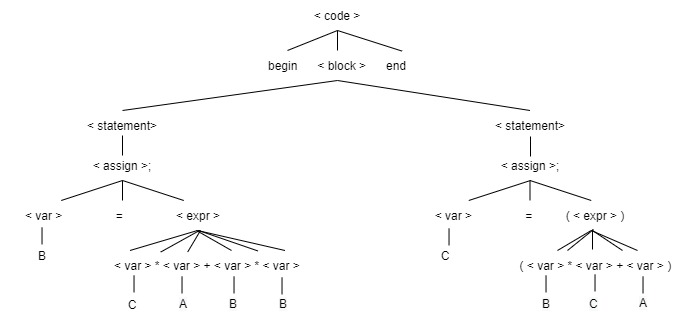 < code >
begin < block > end
< statement> < statement>
< assign >; < assign >;
< var > = < expr > < var > = ( < expr > )
B < var > * < var > + < var > * < var > C ( < var > * < var > + < var > )
C A B B B C A